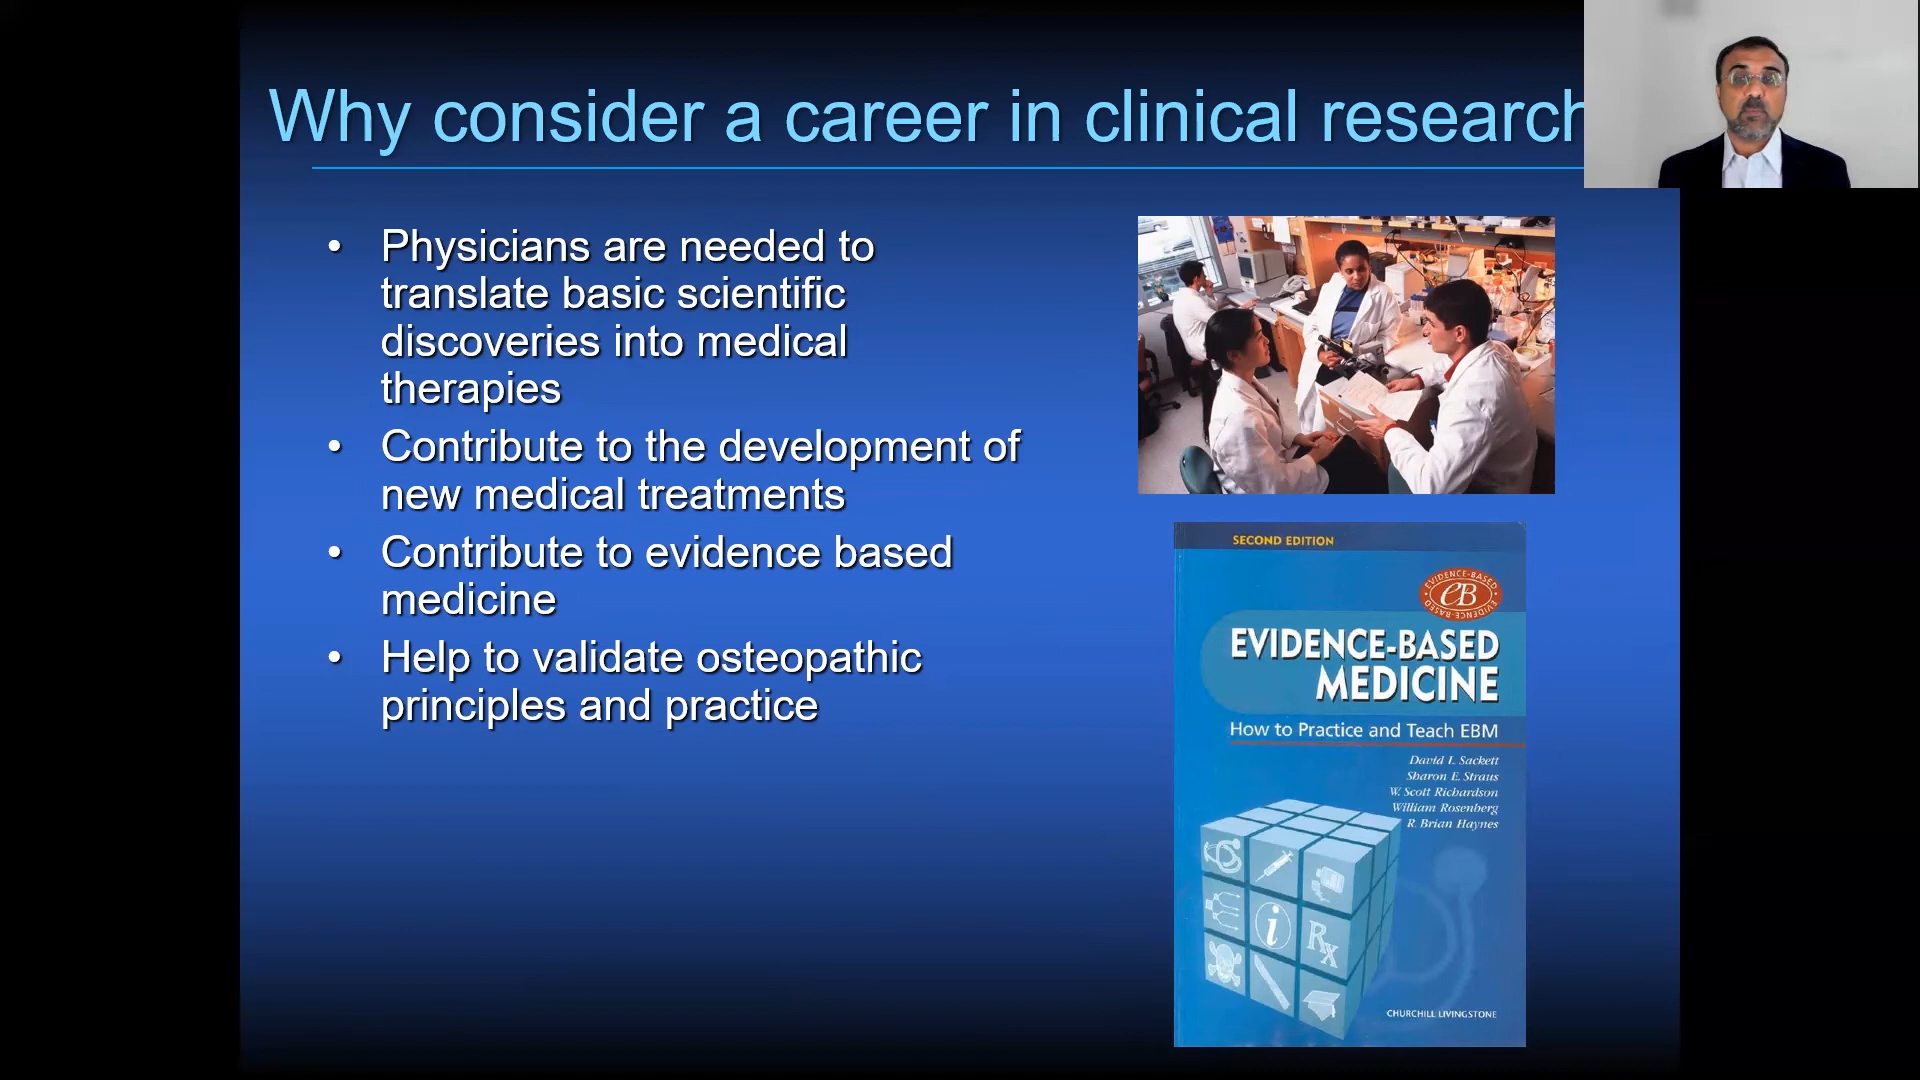 Why consider a career in clinical research
• Physicians are needed to
translate basic scientific
discoveries into medical
therapies
• Contribute to the development of
new medical treatments
• Contribute to evidence based
medicine
• Help to validate osteopathic
principles and practice
SECOND EDITION
EVIDENCE-BASED
eB
EVIDENCE-BASED
EVIDENCE-BASED
MEDICINE
How to Practice and Teach EBM
David L. Sackett
Sharon E. Straus
W. Scott Richardson
William Rosenberg
R. Brian Haynes
i
Rx
CHURCHILL LIVINGSTONE